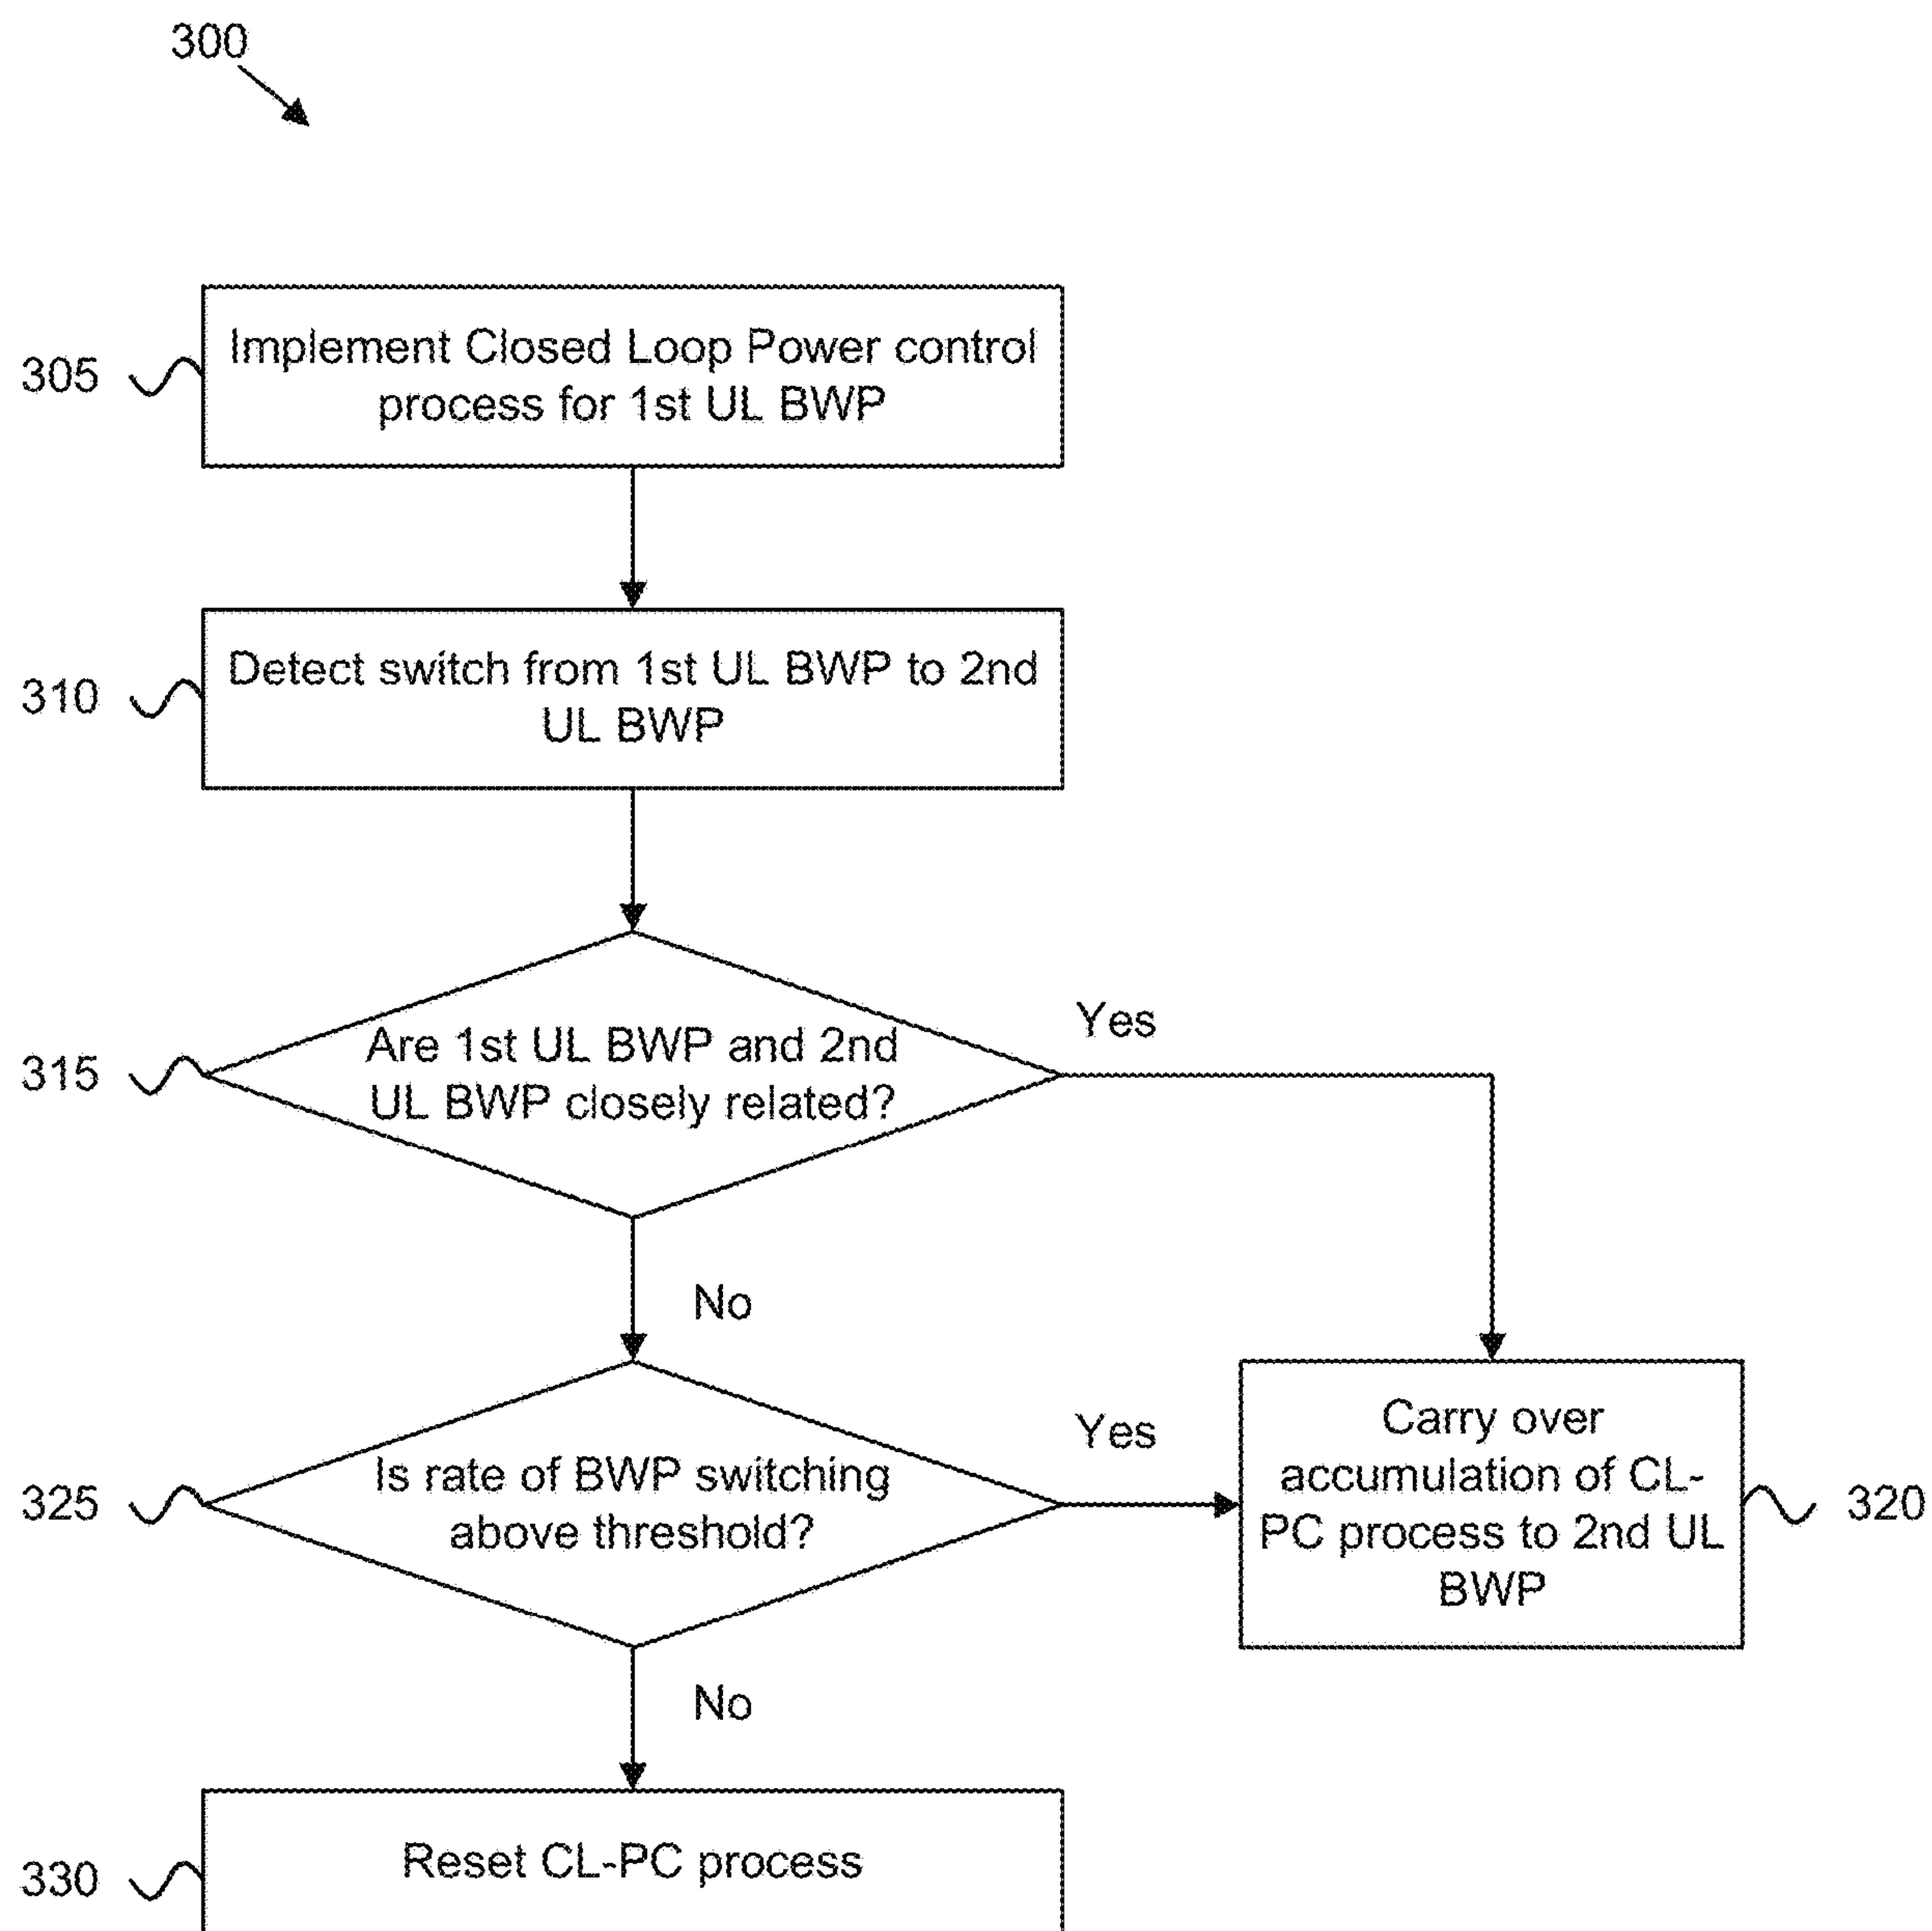 300
305
Implement Closed Loop Power control
process for 1st UL BWP
310
Detect switch from 1st UL BWP to 2nd
UL BWP
315
Are 1st UL BWP and 2nd
UL BWP closely related?
Yes
No
325
Is rate of BWP switching
above threshold?
Yes
Carry over
accumulation of CL-
PC process to 2nd UL
BWP
320
No
330
Reset CL-PC process